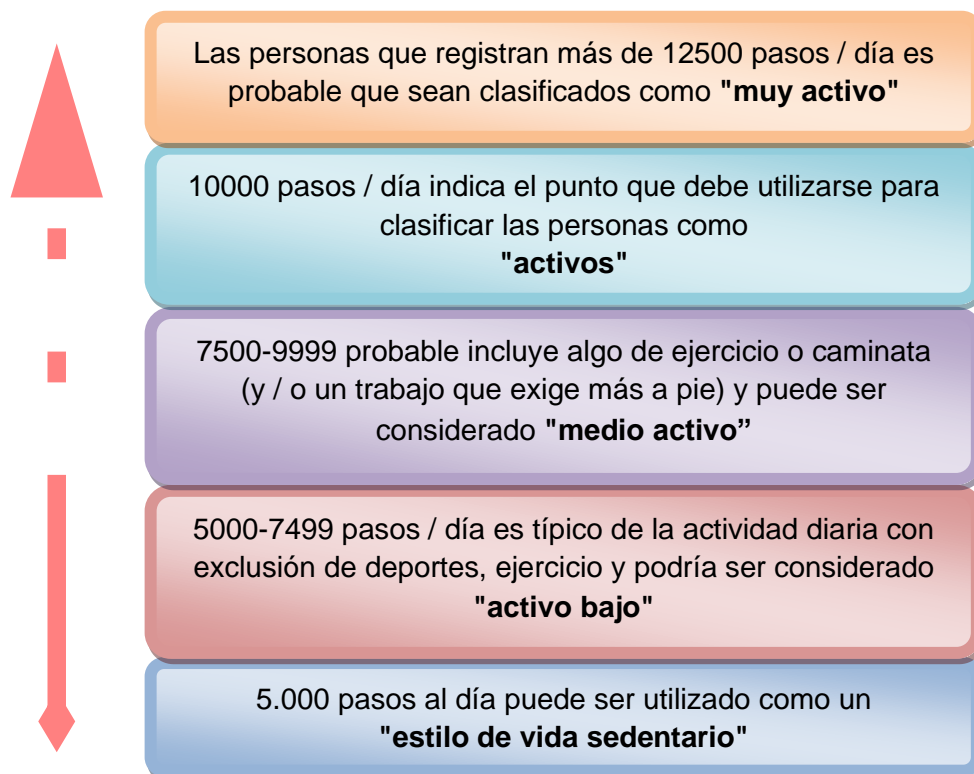 Las personas que registran más de 12500 pasos / día es
probable que sean clasificados como "muy activo"
10000 pasos / día indica el punto que debe utilizarse para
clasificar las personas como
"activos"
7500-9999 probable incluye algo de ejercicio o caminata
(y / o un trabajo que exige más a pie) y puede ser
considerado "medio activo”
5000-7499 pasos / día es típico de la actividad diaria con
exclusión de deportes, ejercicio y podría ser considerado
"activo bajo"
5.000 pasos al día puede ser utilizado como un
"estilo de vida sedentario"